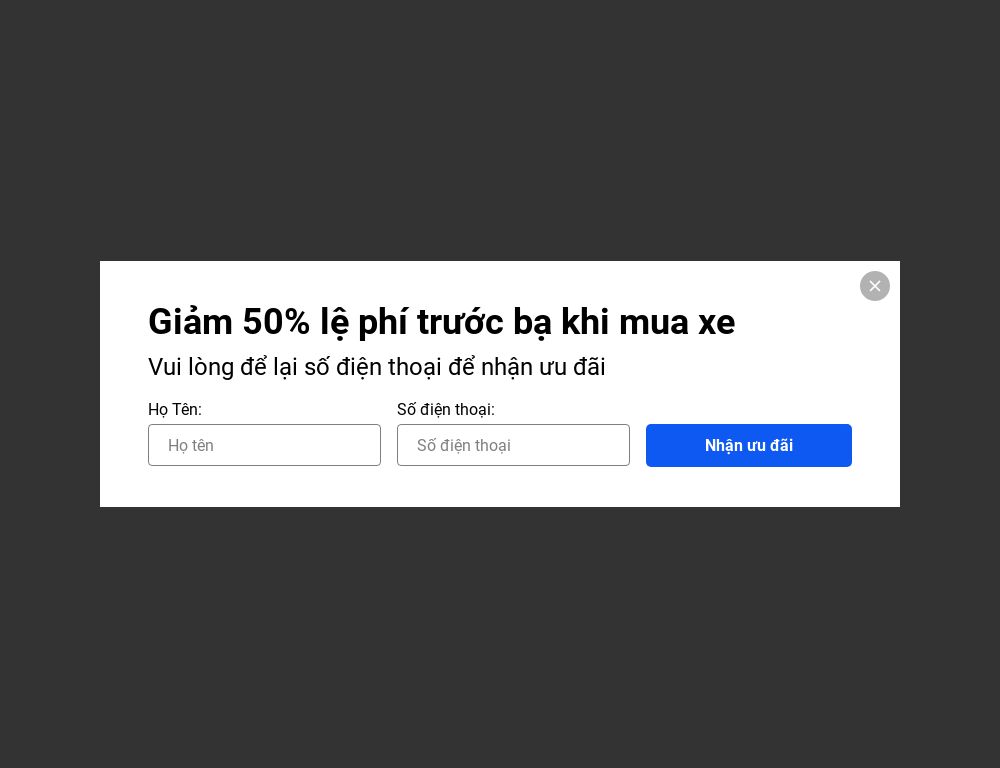 Giảm 50% lệ phí trước bạ khi mua xe
Vui lòng để lại số điện thoại để nhận ưu đãi
Họ Tên:
Số điện thoại:
Họ tên
Số điện thoại
Nhận ưu đãi